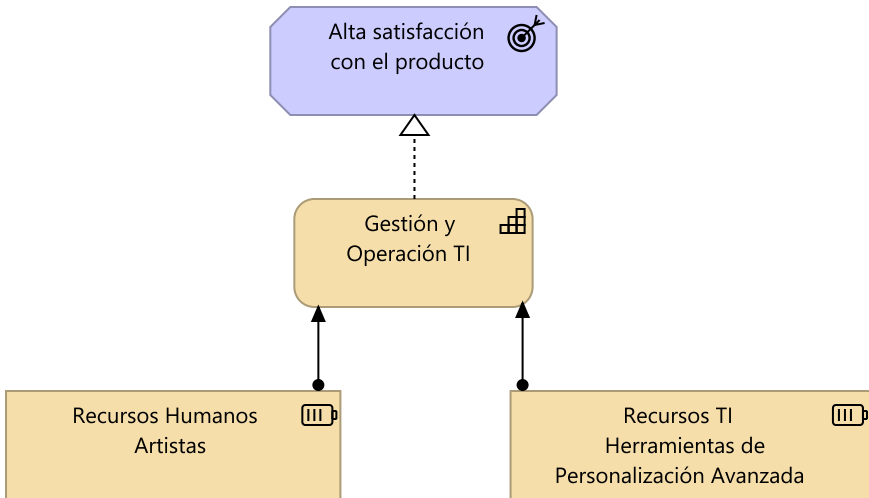 Alta satisfacción
con el producto
Gestión y
Operación TI
Recursos Humanos
Artistas
Recursos TI
Herramientas de
Personalización Avanzada